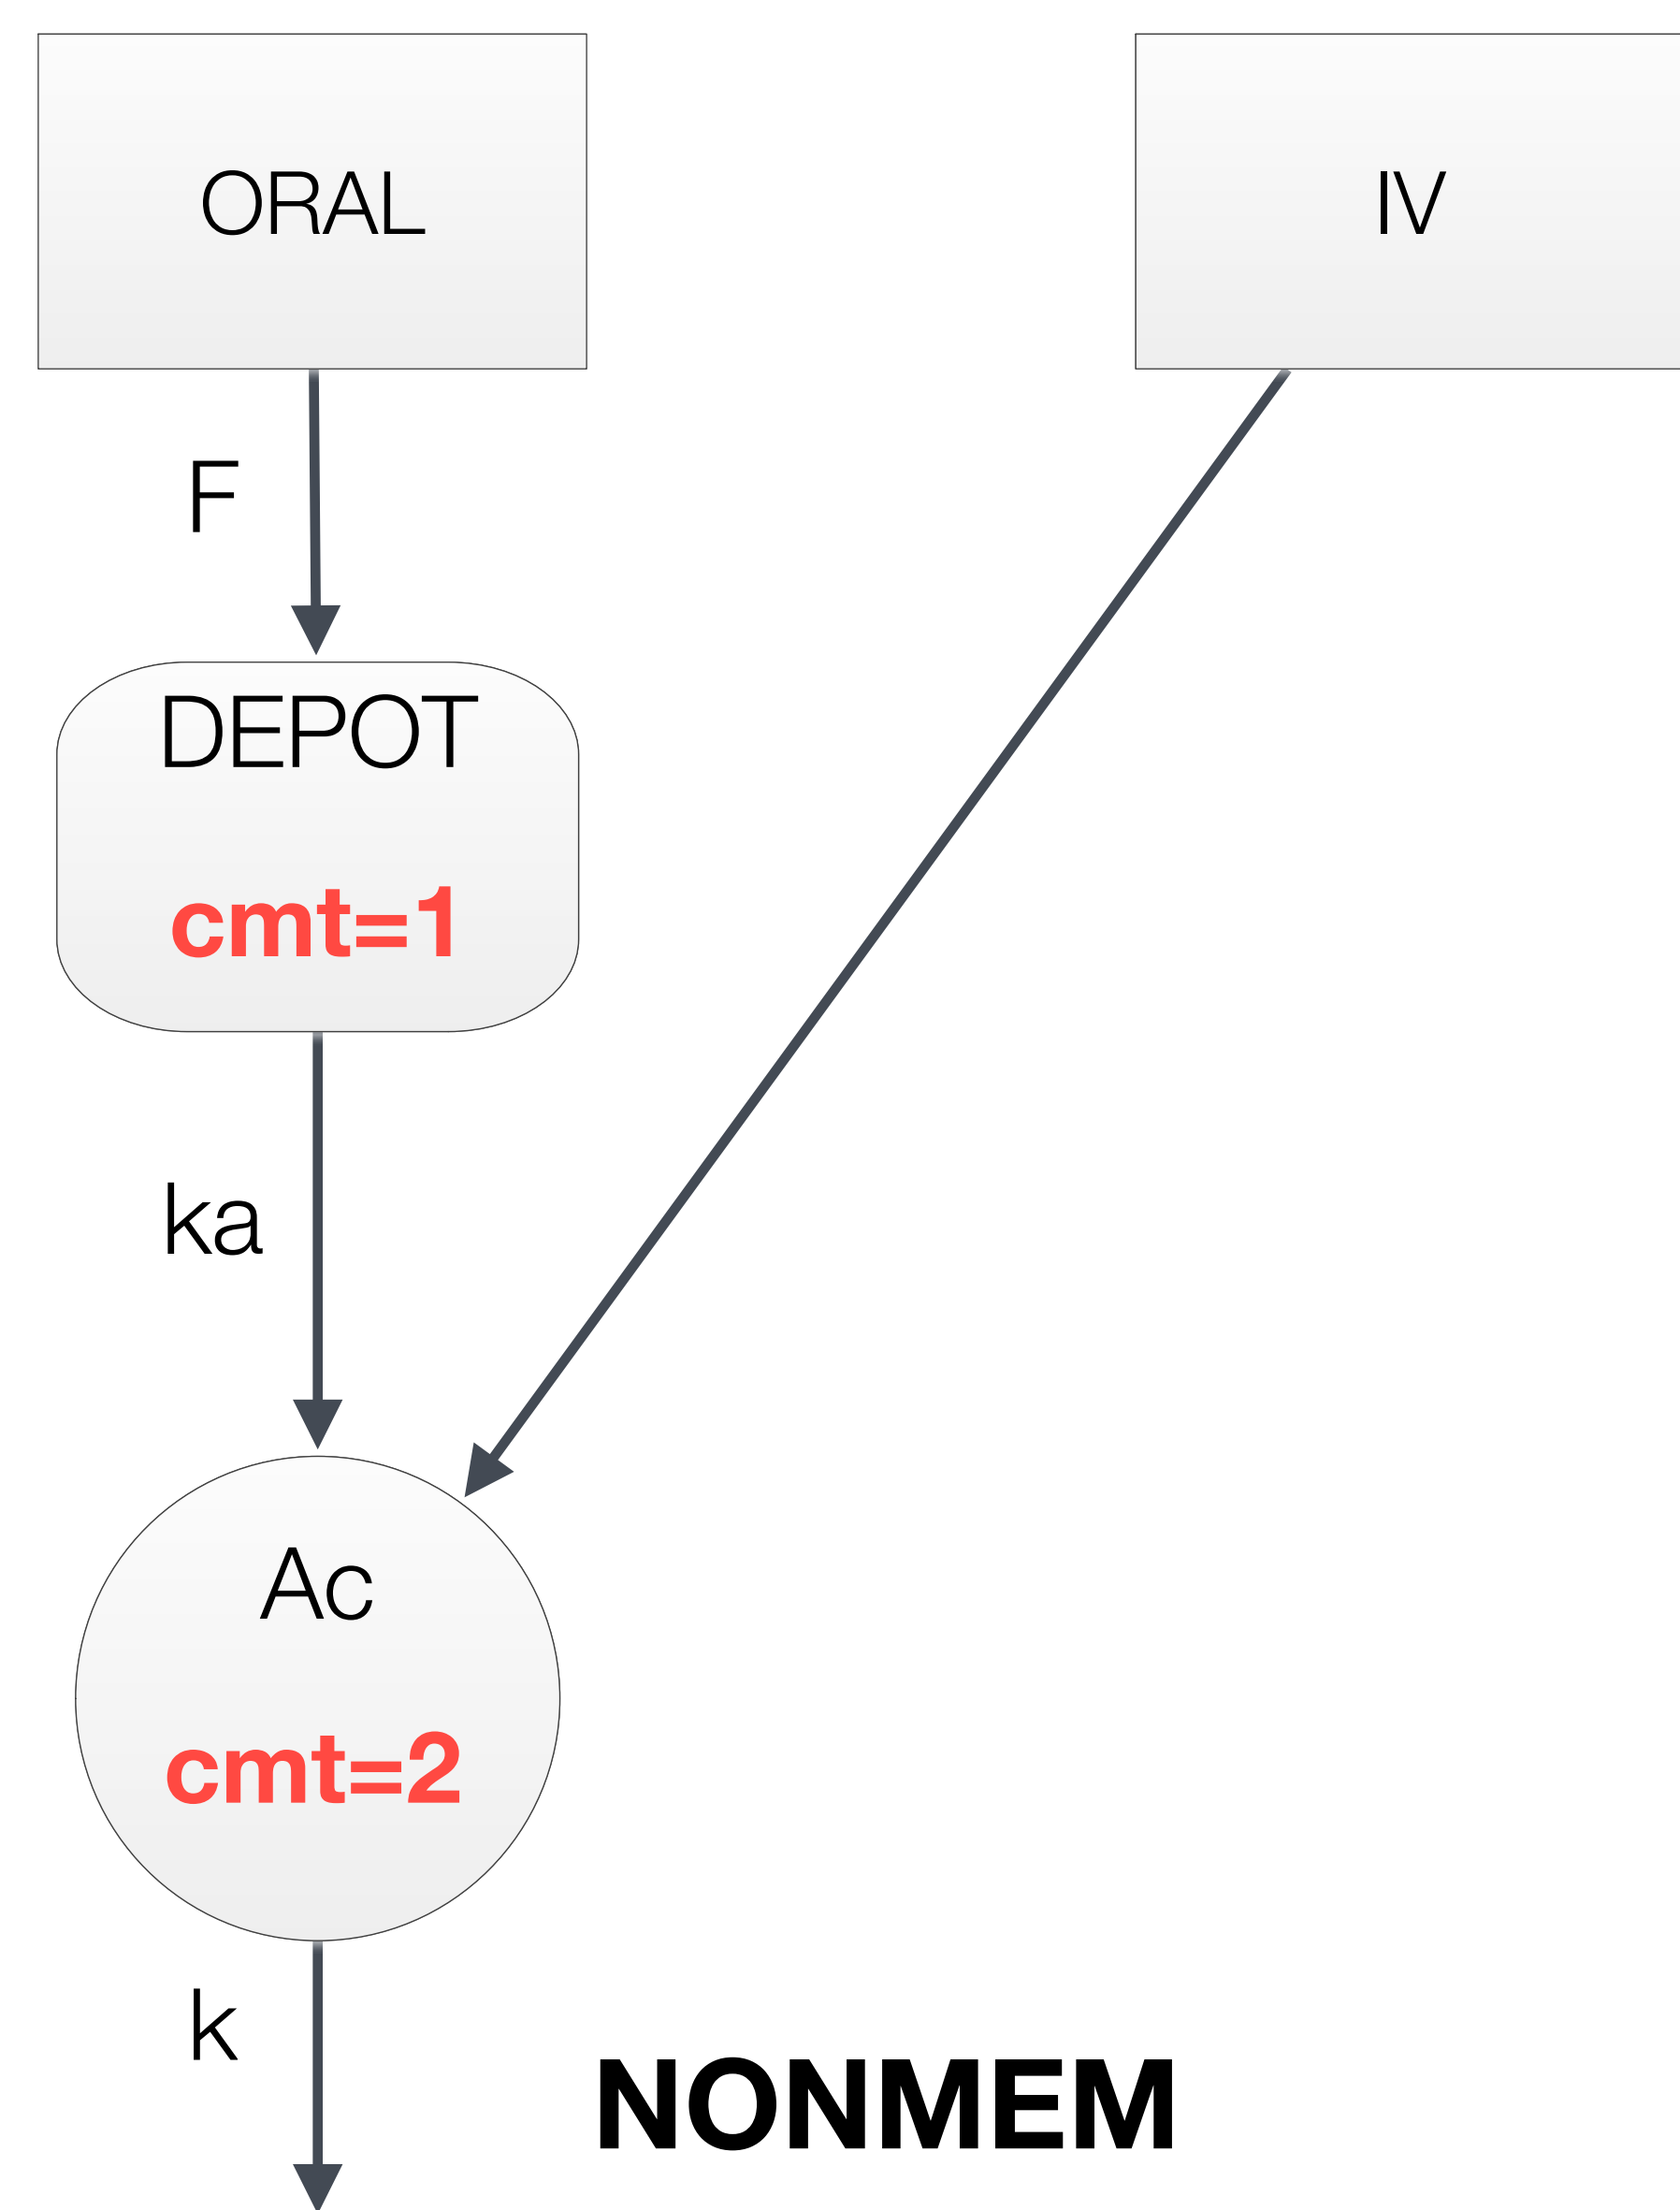 ORAL
IV
F
DEPOT
cmt=1
ka
Ac
cmt=2
k
NONMEM